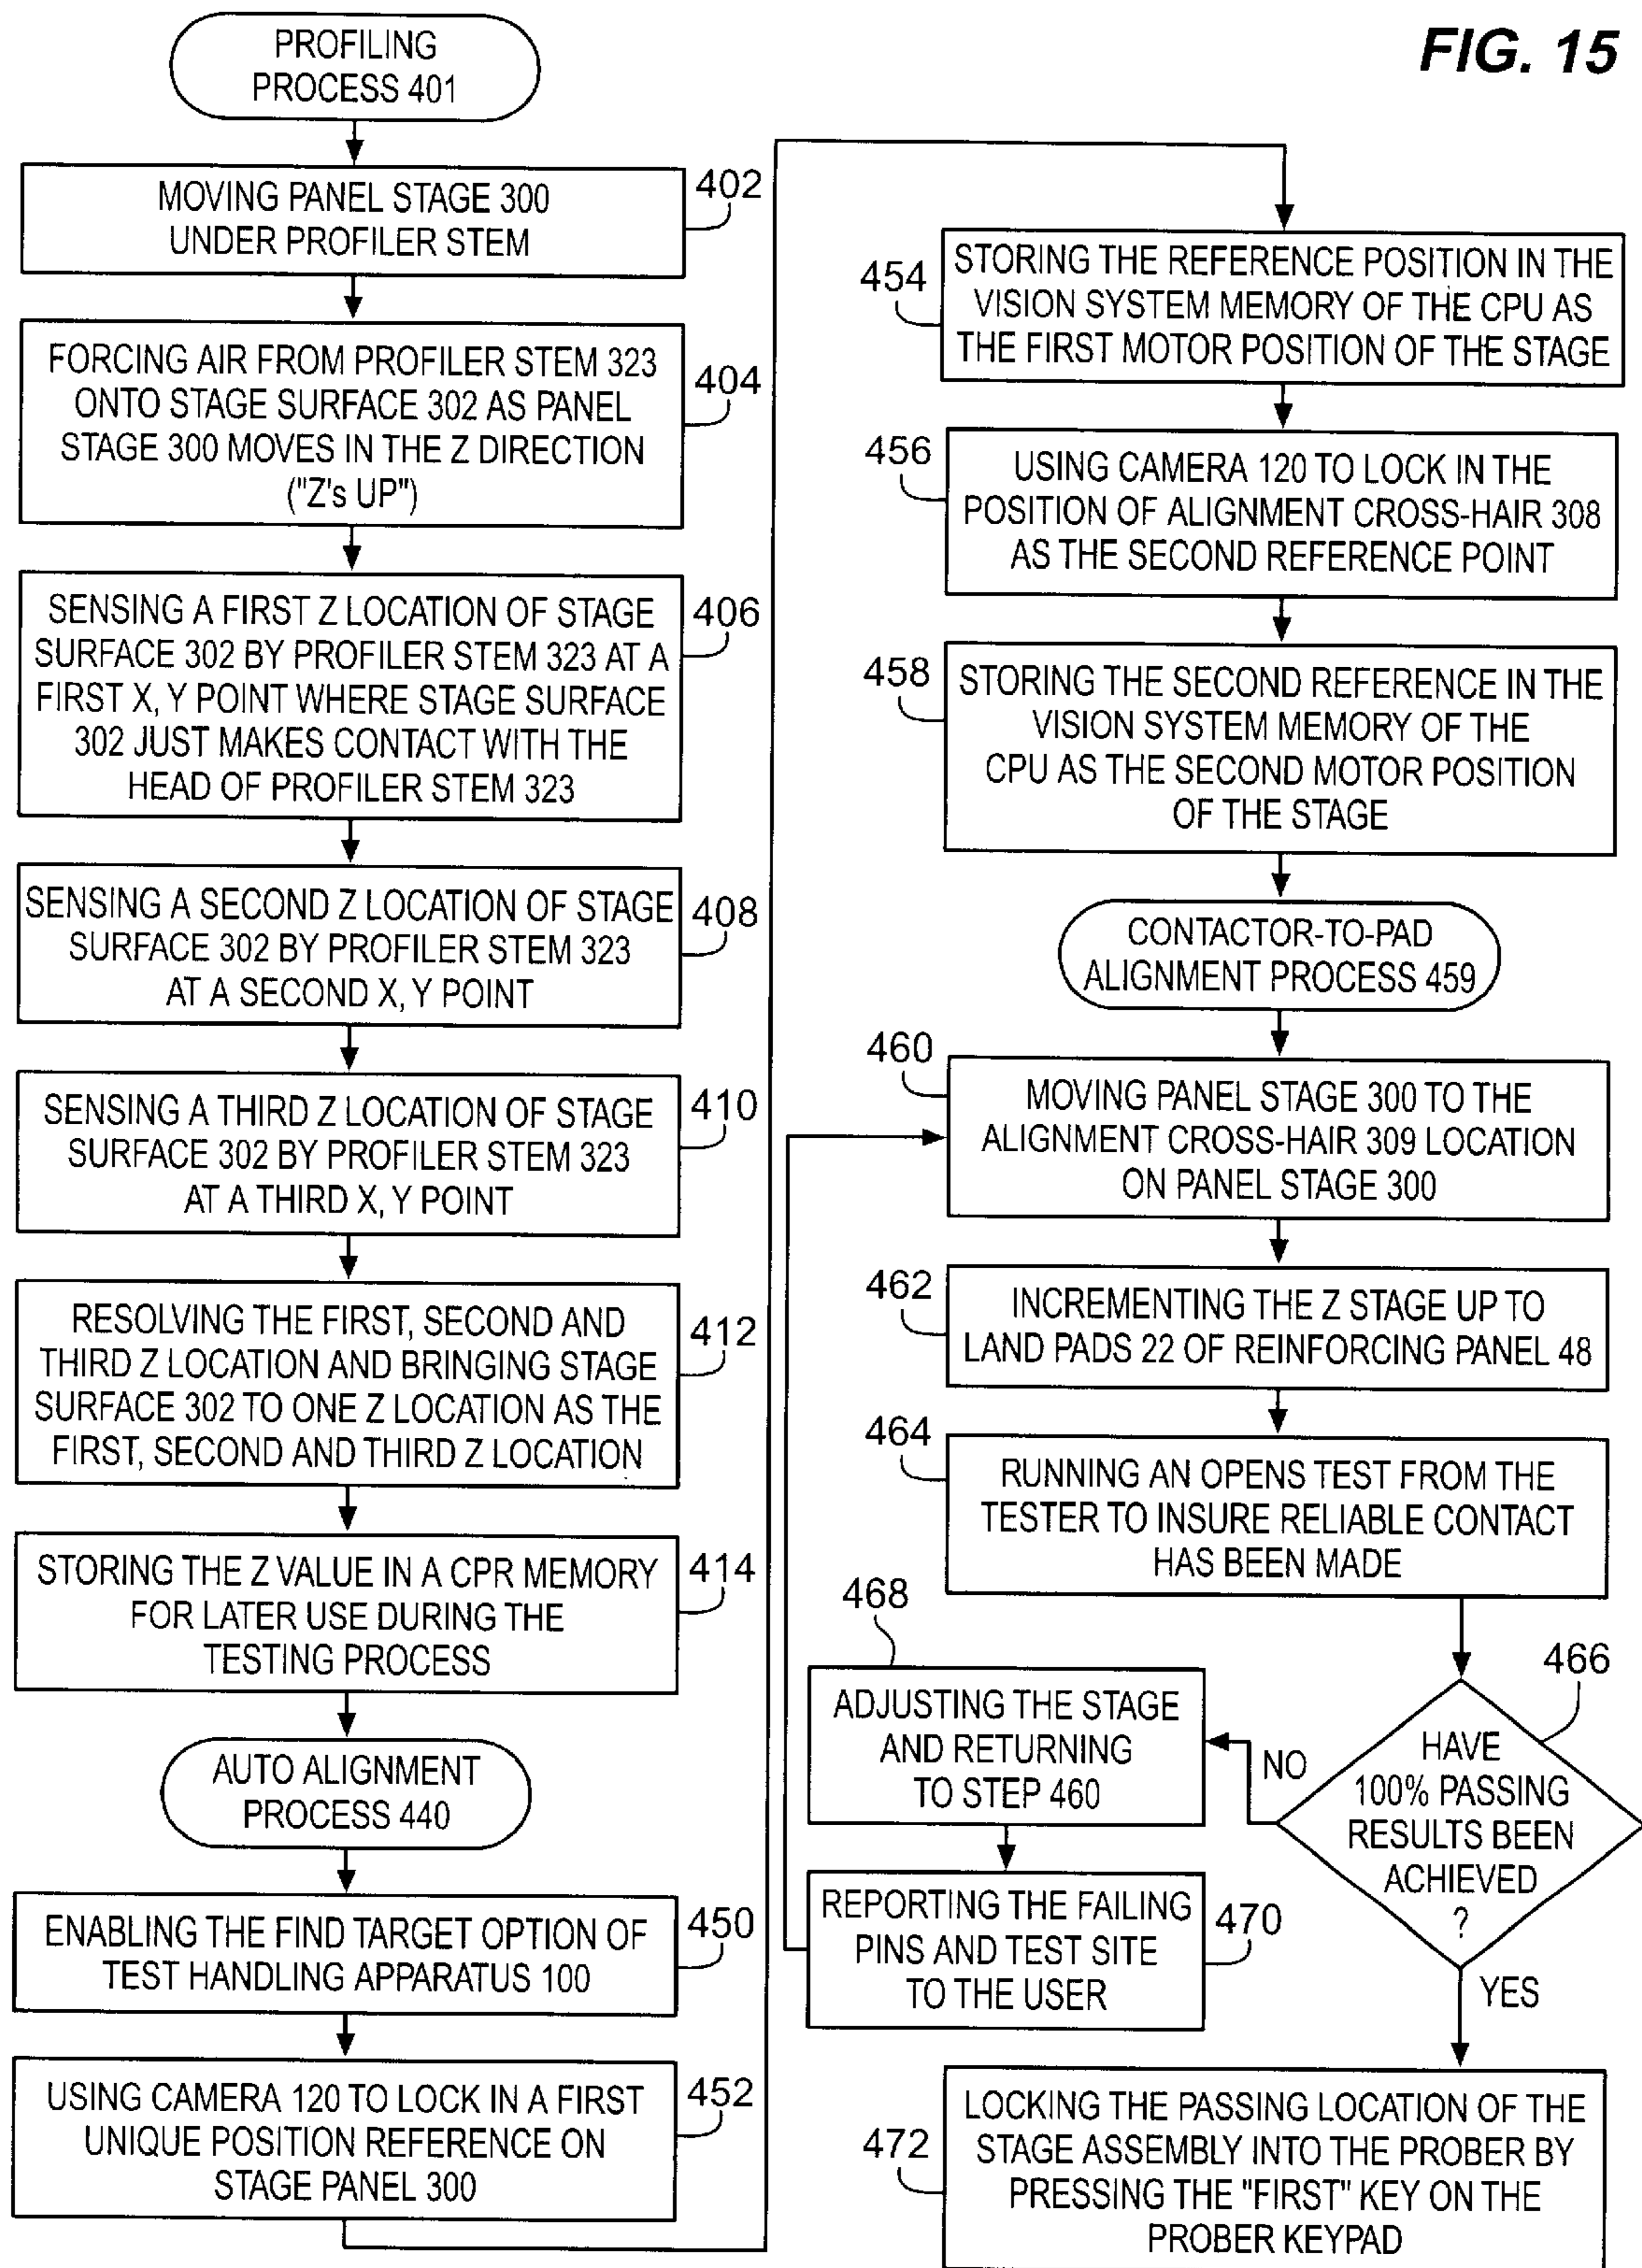 FIG. 15
PROFILING
PROCESS 401
MOVING PANEL STAGE 300
UNDER PROFILER STEM
402
FORCING AIR FROM PROFILER STEM 323
ONTO STAGE SURFACE 302 AS PANEL
STAGE 300 MOVES IN THE Z DIRECTION
("Z's UP")
404
SENSING A FIRST Z LOCATION OF STAGE
SURFACE 302 BY PROFILER STEM 323 AT A
FIRST X, Y POINT WHERE STAGE SURFACE
302 JUST MAKES CONTACT WITH THE
HEAD OF PROFILER STEM 323
406
SENSING A SECOND Z LOCATION OF STAGE
SURFACE 302 BY PROFILER STEM 323
AT A SECOND X, Y POINT
408
SENSING A THIRD Z LOCATION OF STAGE
SURFACE 302 BY PROFILER STEM 323
AT A THIRD X, Y POINT
410
RESOLVING THE FIRST, SECOND AND
THIRD Z LOCATION AND BRINGING STAGE
SURFACE 302 TO ONE Z LOCATION AS THE
FIRST, SECOND AND THIRD Z LOCATION
412
STORING THE Z VALUE IN A CPR MEMORY
FOR LATER USE DURING THE
TESTING PROCESS
414
AUTO ALIGNMENT
PROCESS 440
ENABLING THE FIND TARGET OPTION OF
TEST HANDLING APPARATUS 100
450
USING CAMERA 120 TO LOCK IN A FIRST
UNIQUE POSITION REFERENCE ON
STAGE PANEL 300
452
454
STORING THE REFERENCE POSITION IN THE
VISION SYSTEM MEMORY OF THE CPU AS
THE FIRST MOTOR POSITION OF THE STAGE
456
USING CAMERA 120 TO LOCK IN THE
POSITION OF ALIGNMENT CROSS-HAIR 308
AS THE SECOND REFERENCE POINT
458
STORING THE SECOND REFERENCE IN THE
VISION SYSTEM MEMORY OF THE
CPU AS THE SECOND MOTOR POSITION
OF THE STAGE
CONTACTOR-TO-PAD
ALIGNMENT PROCESS 459
460
MOVING PANEL STAGE 300 TO THE
ALIGNMENT CROSS-HAIR 309 LOCATION
ON PANEL STAGE 300
462
INCREMENTING THE Z STAGE UP TO
LAND PADS 22 OF REINFORCING PANEL 48
464
RUNNING AN OPENS TEST FROM THE
TESTER TO INSURE RELIABLE CONTACT
HAS BEEN MADE
466
HAVE
100% PASSING
RESULTS BEEN
ACHIEVED
?
NO
468
ADJUSTING THE STAGE
AND RETURNING
TO STEP 460
REPORTING THE FAILING
PINS AND TEST SITE
TO THE USER
470
YES
472
LOCKING THE PASSING LOCATION OF THE
STAGE ASSEMBLY INTO THE PROBER BY
PRESSING THE "FIRST" KEY ON THE
PROBER KEYPAD